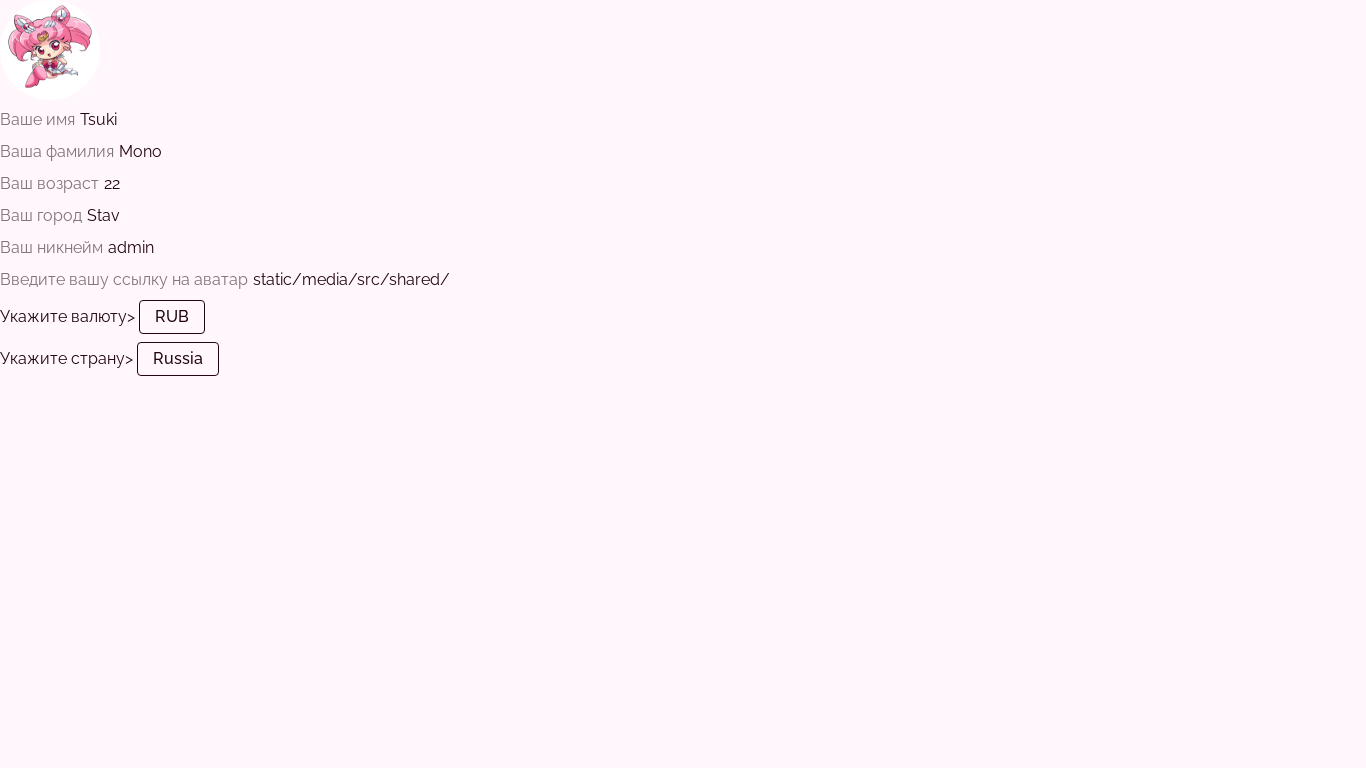 Ваше имя Tsuki
Ваша фамилия Mono
Ваш возраст 22
Ваш город Stav
Ваш никнейм admin
Введите вашу ссылку на аватар static/media/src/shared/
Укажите валюту> RUB
Укажите страну> Russia